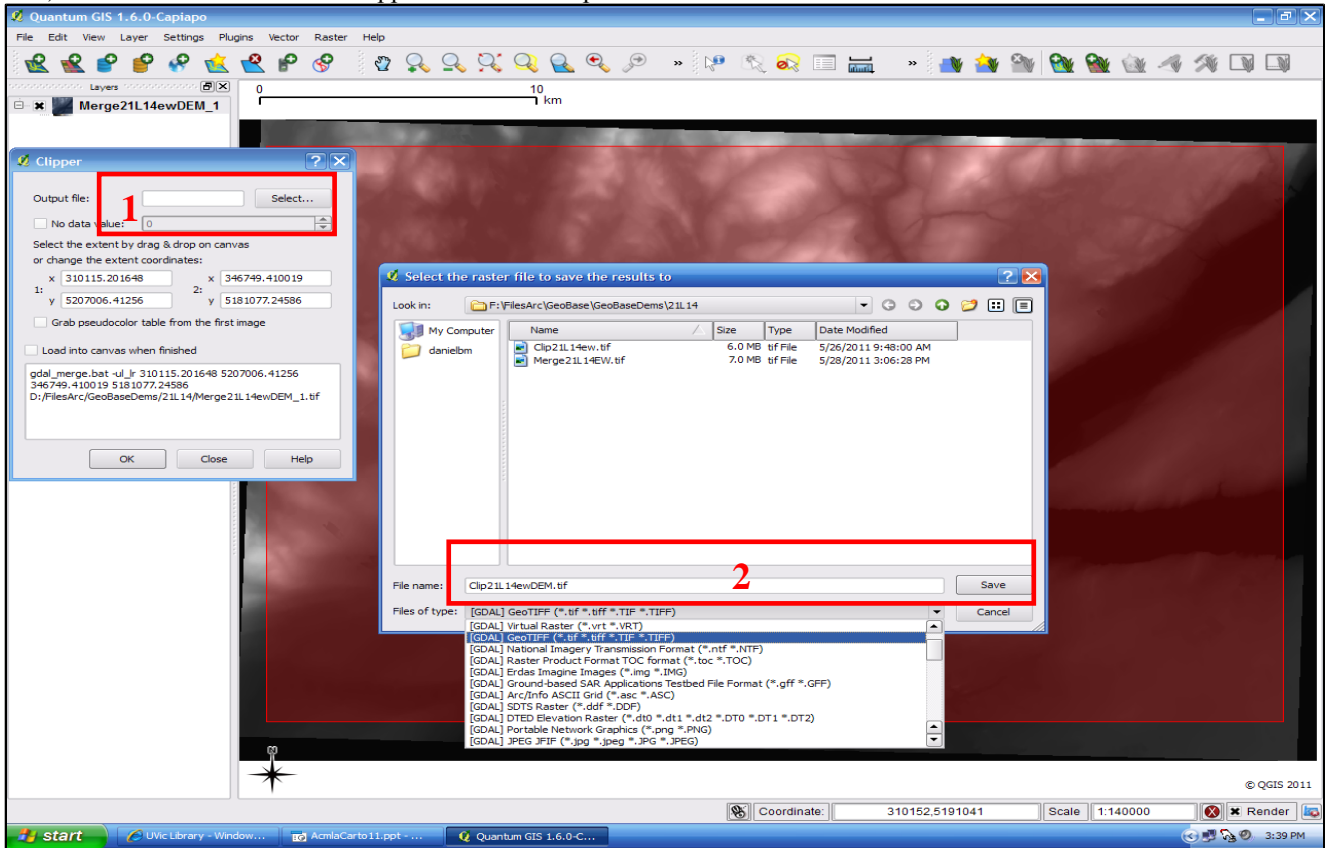 Quantum GIS 1.6.0-Capiapo
File Edit View Layer Settings Plugins Vector Raster Help
Layers
Merge21L14ewDEM_1
0 10
km
Clipper
Output file: 1 Select...
No data value: 0
Select the extent by drag & drop on canvas
or change the extent coordinates:
x 310115.201648 x 346749.410019
1: 2:
y 5207006.41256 y 5181077.24586
Grab pseudocolor table from the first image
Load into canvas when finished
gdal_merge.bat -ul_lr 310115.201648 5207006.41256
346749.410019 5181077.24586
D:/FilesArc/GeoBaseDems/21L14/Merge21L14ewDEM_1.tif
OK Close Help
Select the raster file to save the results to
Look in: F:\FilesArc\GeoBase\GeoBaseDems\21L14
My Computer
danielbm
Name Size Type Date Modified
Clip21L14ew.tif 6.0 MB tif File 5/26/2011 9:48:00 AM
Merge21L14EW.tif 7.0 MB tif File 5/28/2011 3:06:28 PM
2
File name: Clip21L14ewDEM.tif Save
Files of type: [GDAL] GeoTIFF (*.tif *.tiff *.TIF *.TIFF) Cancel
[GDAL] Virtual Raster (*.vrt *.VRT)
[GDAL] GeoTIFF (*.tif *.tiff *.TIF *.TIFF)
[GDAL] National Imagery Transmission Format (*.ntf *.NTF)
[GDAL] Raster Product Format TOC format (*.toc *.TOC)
[GDAL] Erdas Imagine Images (*.img *.IMG)
[GDAL] Ground-based SAR Applications Testbed File Format (*.gff *.GFF)
[GDAL] Arc/Info ASCII Grid (*.asc *.ASC)
[GDAL] SDTS Raster (*.ddf *.DDF)
[GDAL] DTED Elevation Raster (*.dt0 *.dt1 *.dt2 *.DT0 *.DT1 *.DT2)
[GDAL] Portable Network Graphics (*.png *.PNG)
[GDAL] JPEG JFIF (*.jpg *.jpeg *.JPG *.JPEG)
© QGIS 2011
Coordinate: 310152,5191041 Scale 1:140000 Render
start UVic Library - Window... AcmlaCarto11.ppt - ... Quantum GIS 1.6.0-C... 3:39 PM